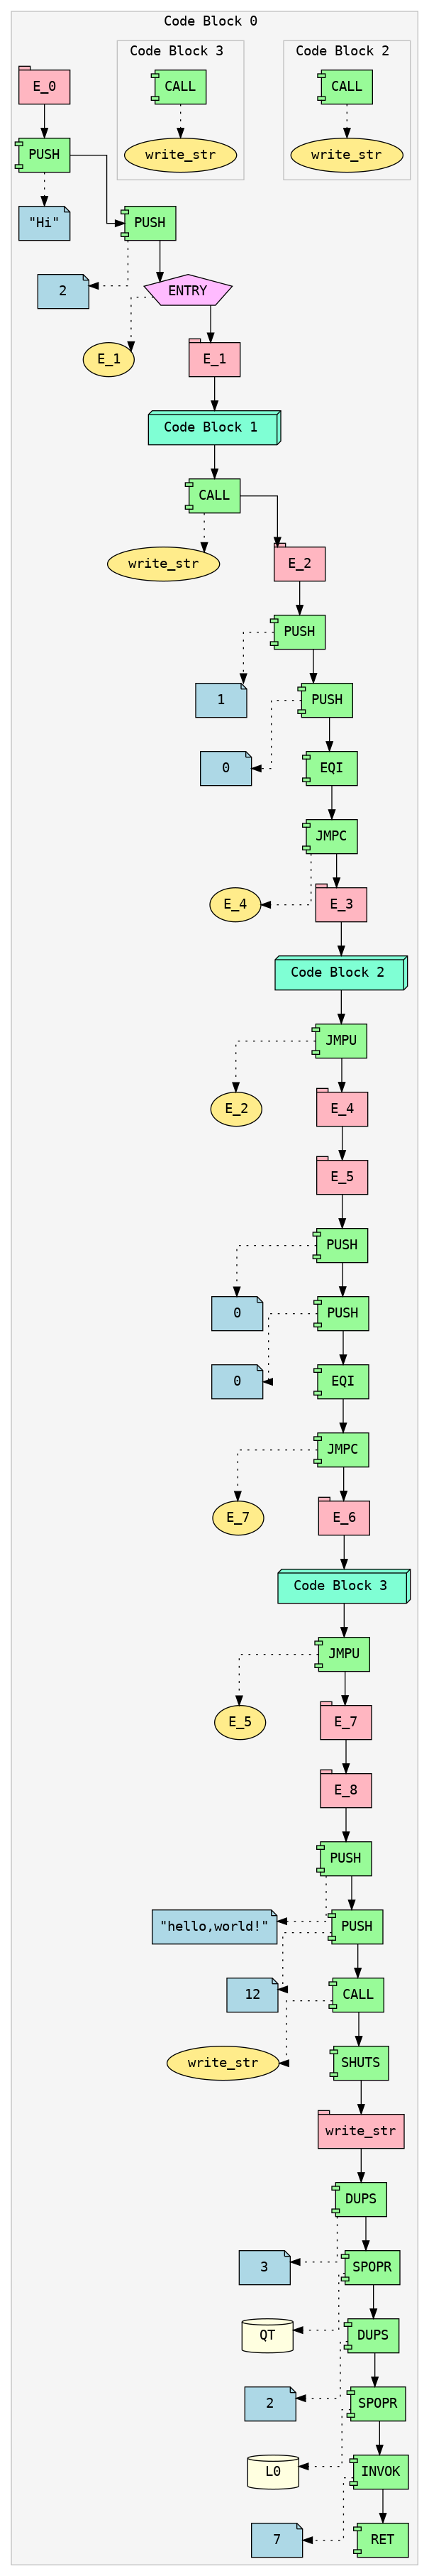 Code Block 0
Code Block 3
Code Block 2
E_0
CALL
CALL
PUSH
write_str
write_str
"Hi"
PUSH
2
ENTRY
E_1
E_1
Code Block 1
CALL
write_str
E_2
PUSH
1
PUSH
0
EQI
JMPC
E_4
E_3
Code Block 2
JMPU
E_2
E_4
E_5
PUSH
0
PUSH
0
EQI
JMPC
E_7
E_6
Code Block 3
JMPU
E_5
E_7
E_8
PUSH
"hello,world!"
PUSH
12
CALL
write_str
SHUTS
write_str
DUPS
3
SPOPR
QT
DUPS
2
SPOPR
L0
INVOK
7
RET